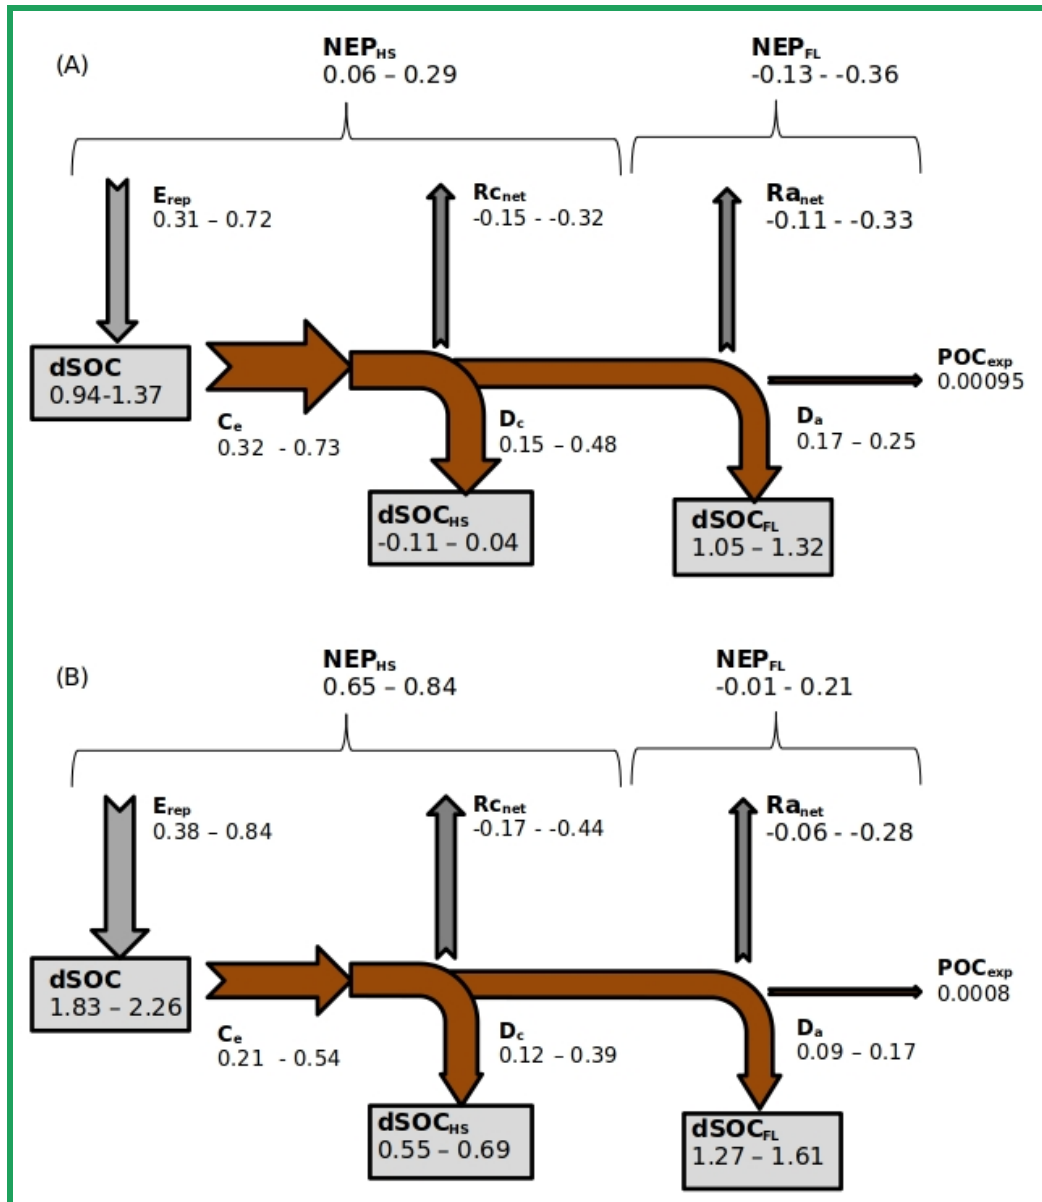 (A)
NEPHS
0.06 – 0.29
NEPFL
-0.13 - -0.36
Erep
0.31 – 0.72
Rcnet
-0.15 - -0.32
Ranet
-0.11 - -0.33
dSOC
0.94-1.37
Ce
0.32 - 0.73
Dc
0.15 – 0.48
Da
0.17 – 0.25
POCexp
0.00095
dSOCHS
-0.11 – 0.04
dSOCFL
1.05 – 1.32
(B)
NEPHS
0.65 – 0.84
NEPFL
-0.01 - 0.21
Erep
0.38 – 0.84
Rcnet
-0.17 - -0.44
Ranet
-0.06 - -0.28
dSOC
1.83 – 2.26
Ce
0.21 - 0.54
Dc
0.12 – 0.39
Da
0.09 – 0.17
POCexp
0.0008
dSOCHS
0.55 – 0.69
dSOCFL
1.27 – 1.61